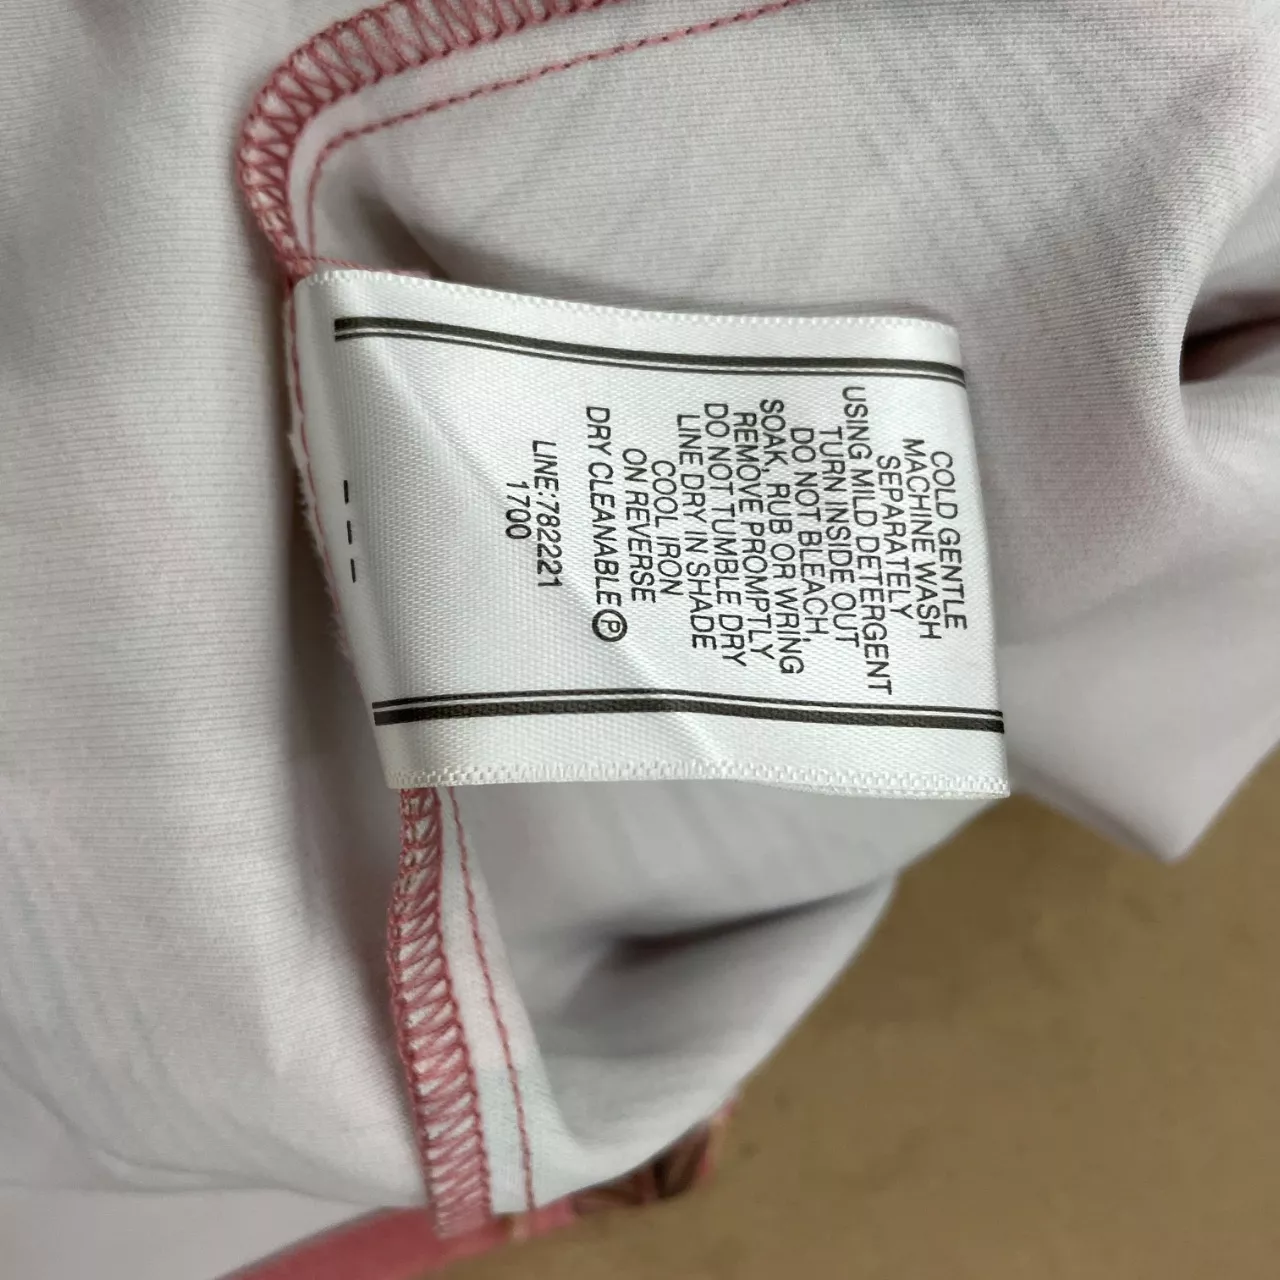 COLD GENTLE
MACHINE WASH
SEPARATELY
USING MILD DETERGENT
TURN INSIDE OUT
DO NOT BLEACH,
SOAK, RUB OR WRING
REMOVE PROMPTLY
DO NOT TUMBLE DRY
LINE DRY IN SHADE
COOL IRON
ON REVERSE
DRY CLEANABLE Ⓟ
LINE:782221
1700